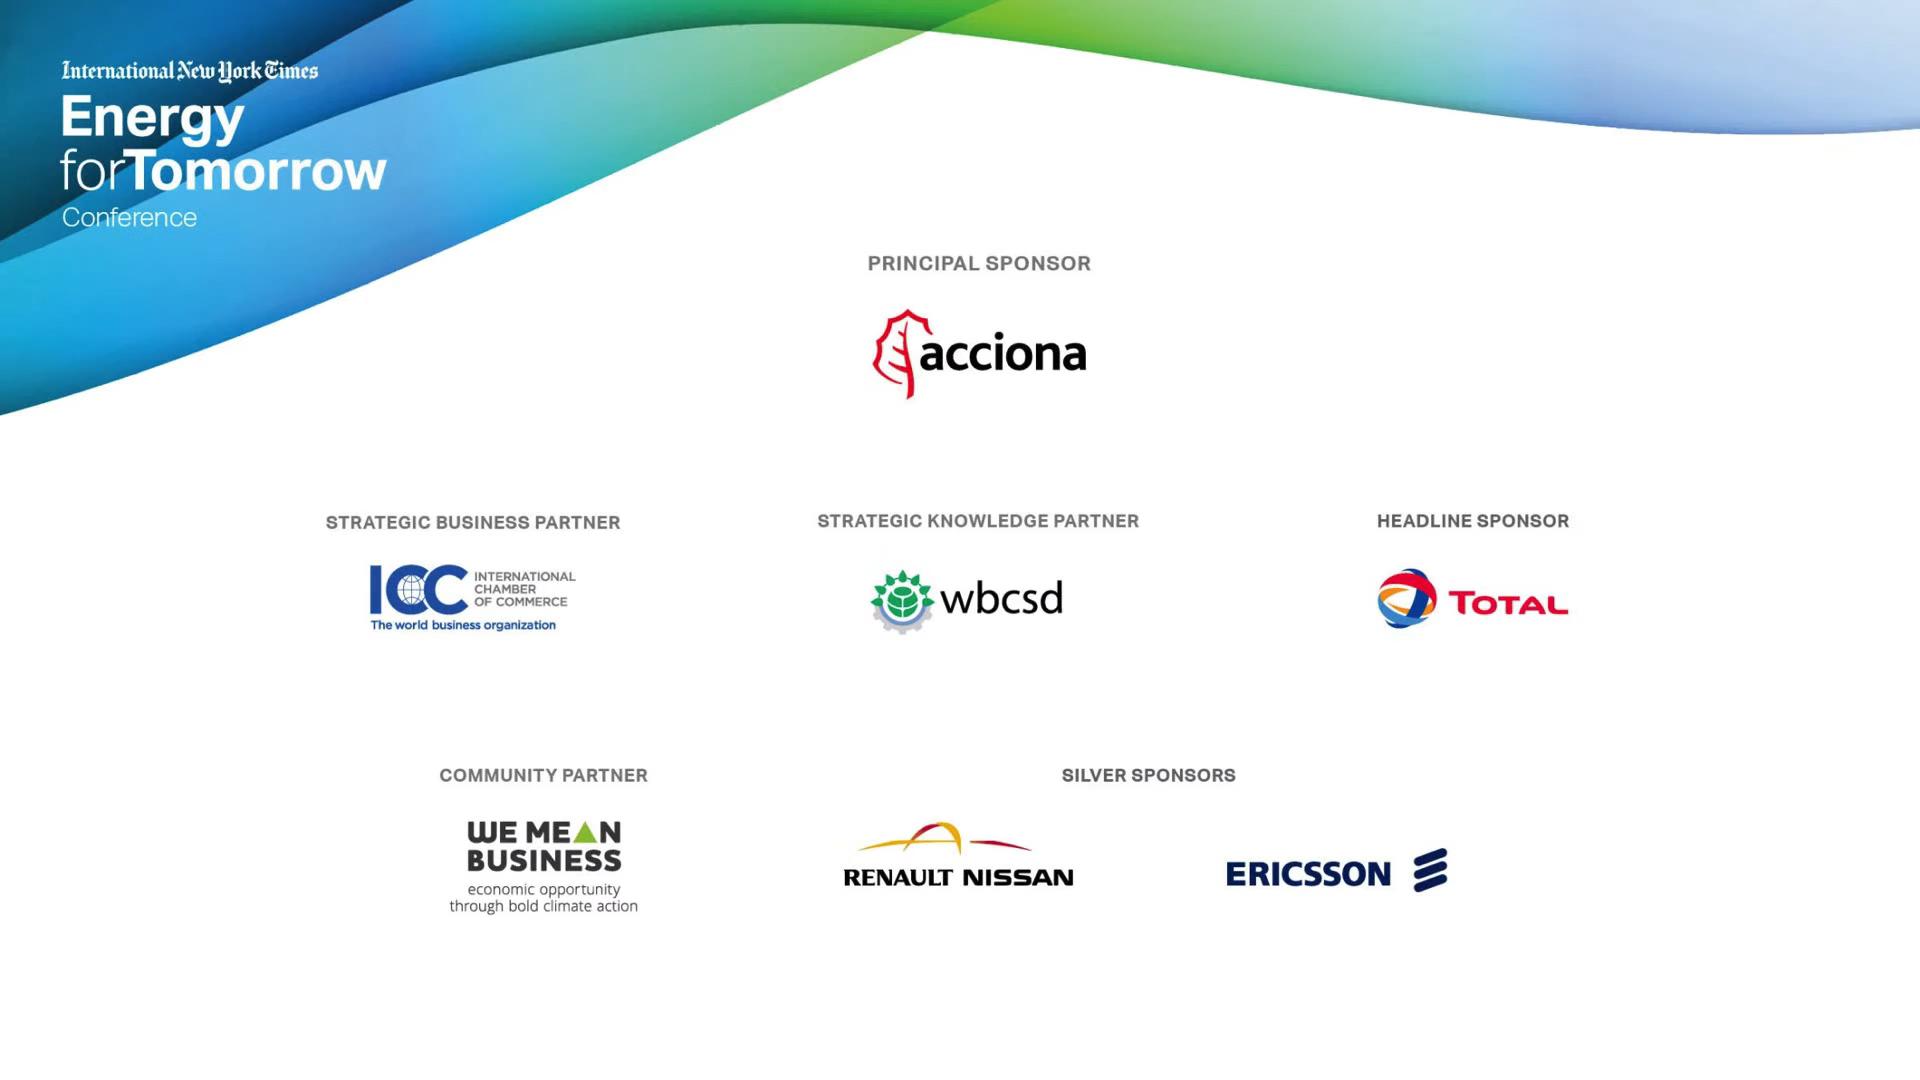 International New York Times
Energy
forTomorrow
Conference
PRINCIPAL SPONSOR
acciona
STRATEGIC BUSINESS PARTNER
ICC INTERNATIONAL
CHAMBER
OF COMMERCE
The world business organization
STRATEGIC KNOWLEDGE PARTNER
wbcsd
HEADLINE SPONSOR
TOTAL
COMMUNITY PARTNER
WE MEAN
BUSINESS
economic opportunity
through bold climate action
SILVER SPONSORS
RENAULT NISSAN
ERICSSON